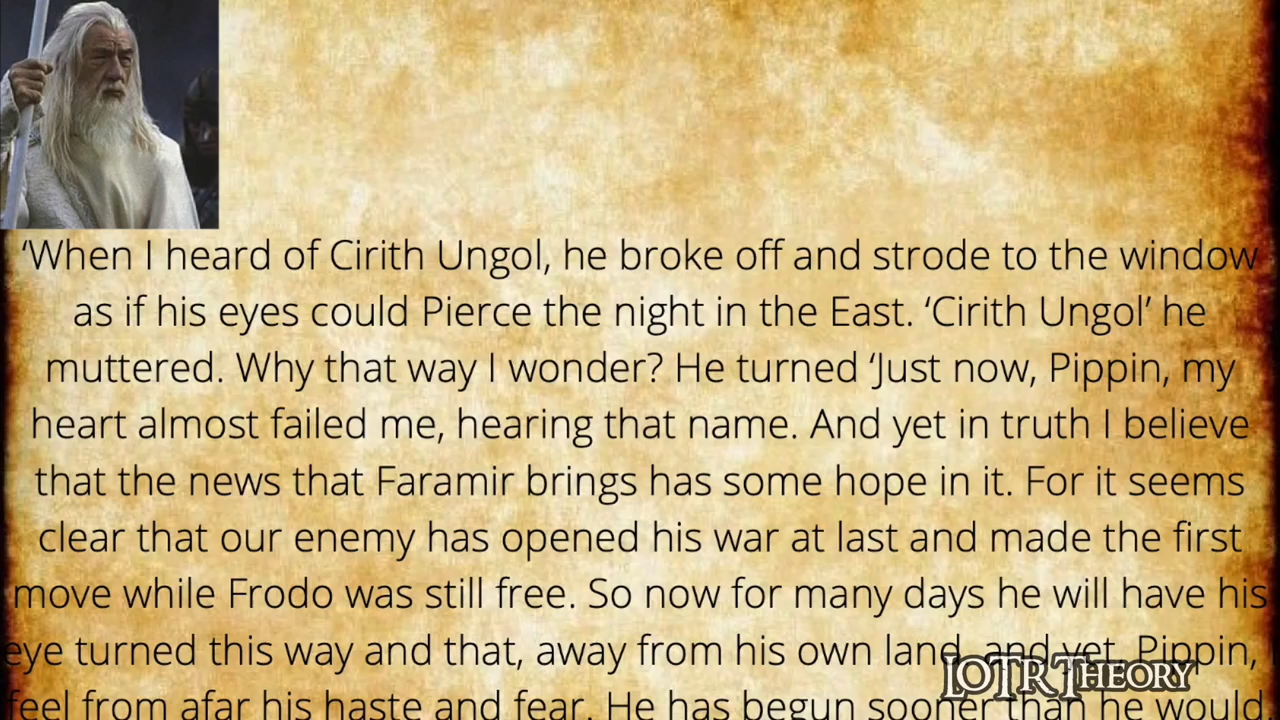 ‘When I heard of Cirith Ungol, he broke off and strode to the window
as if his eyes could Pierce the night in the East. ‘Cirith Ungol’ he
muttered. Why that way I wonder? He turned ‘Just now, Pippin, my
heart almost failed me, hearing that name. And yet in truth I believe
that the news that Faramir brings has some hope in it. For it seems
clear that our enemy has opened his war at last and made the first
move while Frodo was still free. So now for many days he will have his
eye turned this way and that, away from his own land, and yet, Pippin,
feel from afar his haste and fear. He has begun sooner than he would
LOTR THEORY